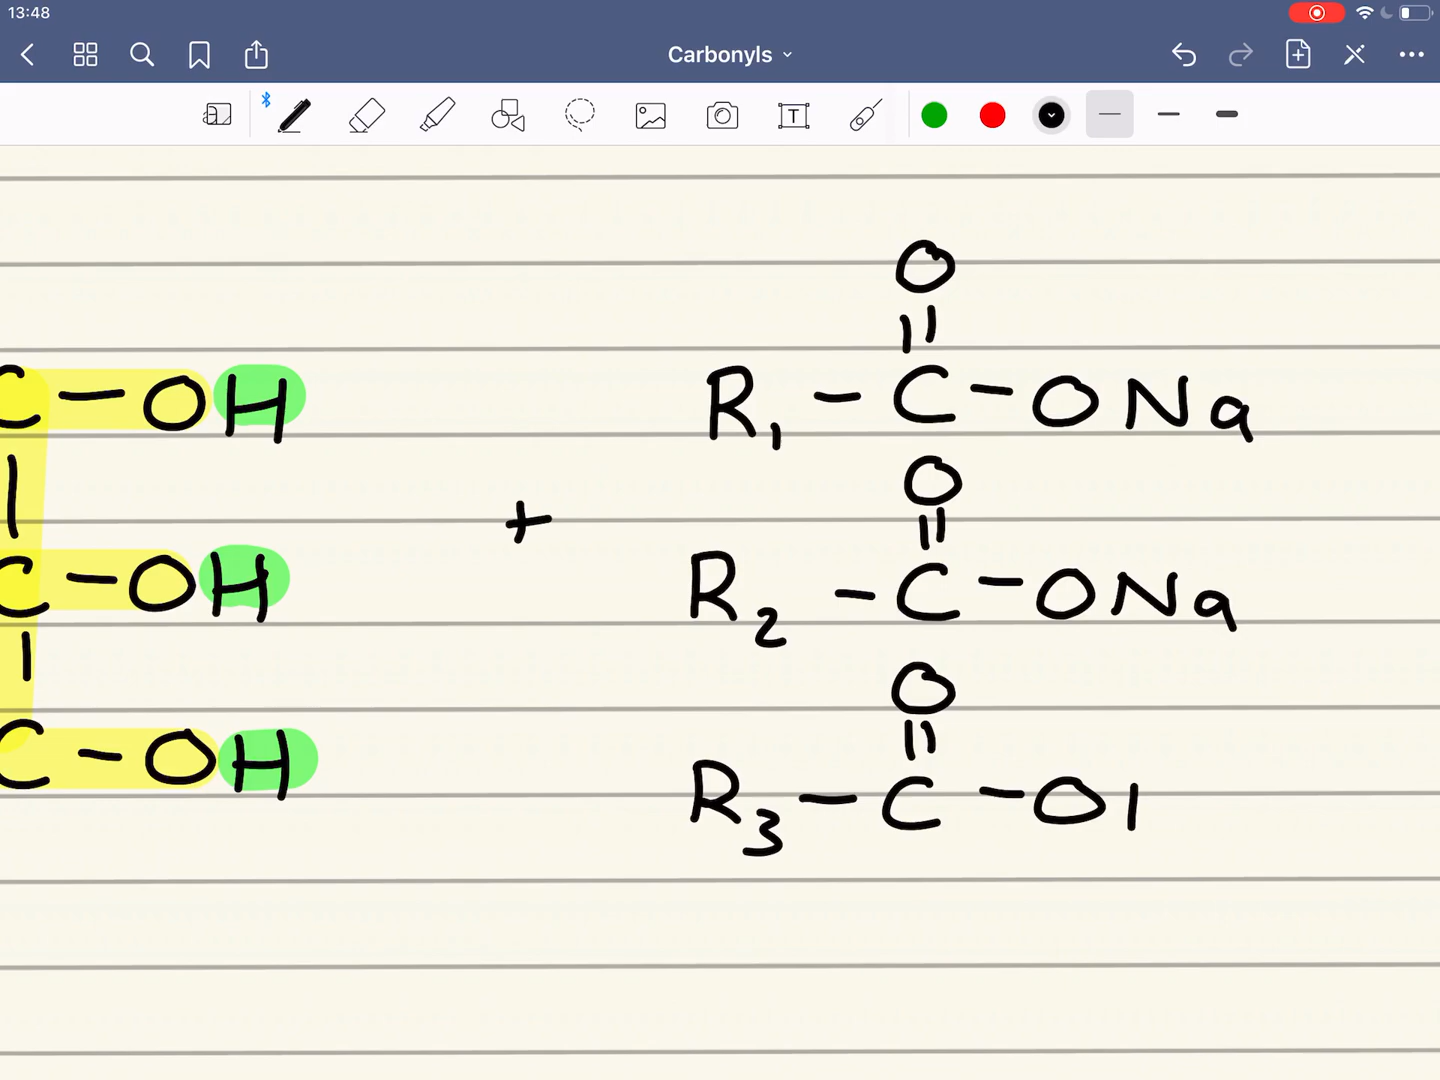 13:48
Carbonyls
T
O
C - OH R1 - C - ONa
O
+
C - OH R2 - C - ONa
O
C - OH R3 - C - O